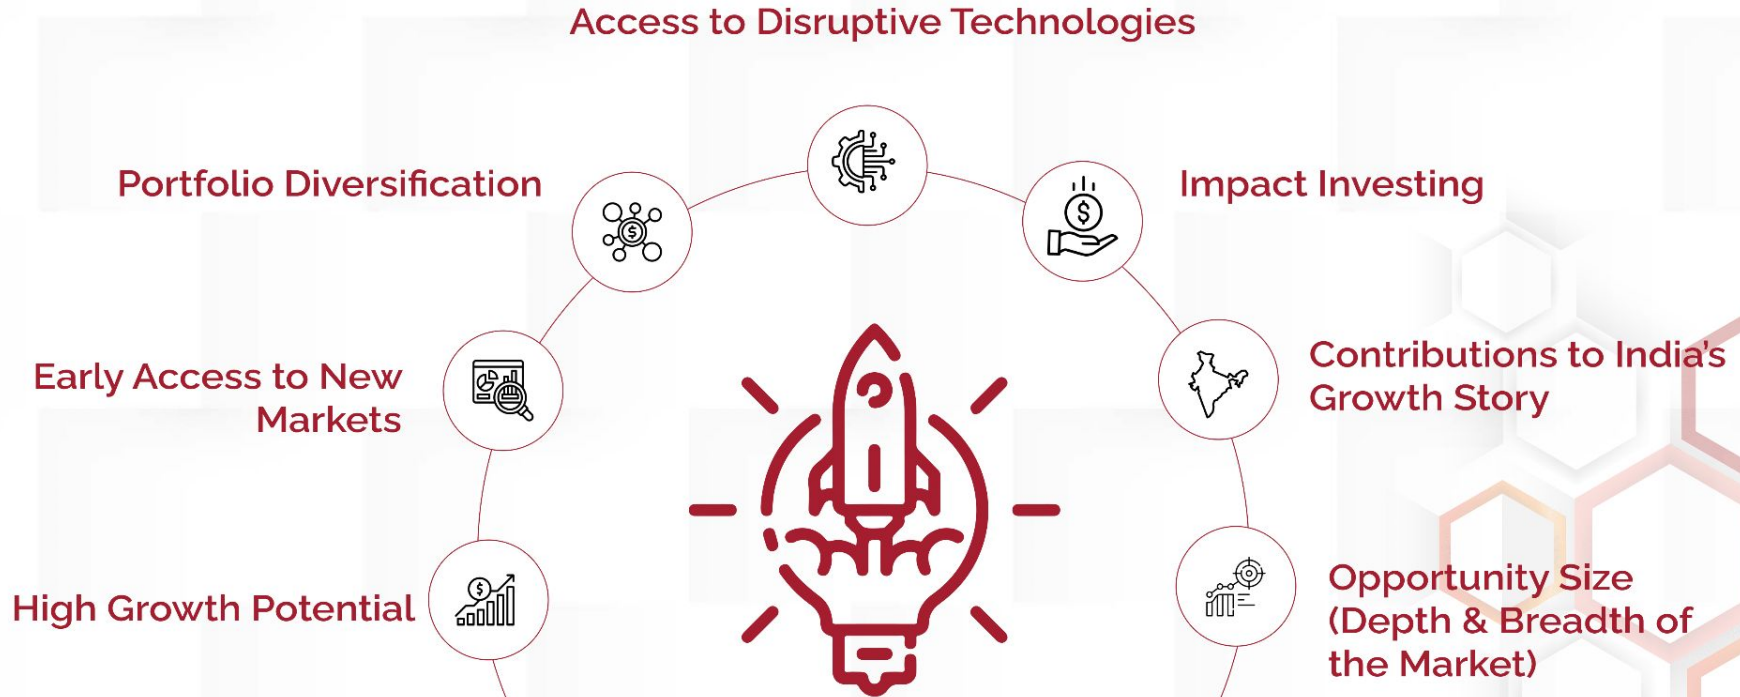 Access to Disruptive Technologies
Portfolio Diversification
Impact Investing
Early Access to New
Markets
Contributions to India's
Growth Story
High Growth Potential
Opportunity Size
(Depth & Breadth of
the Market)